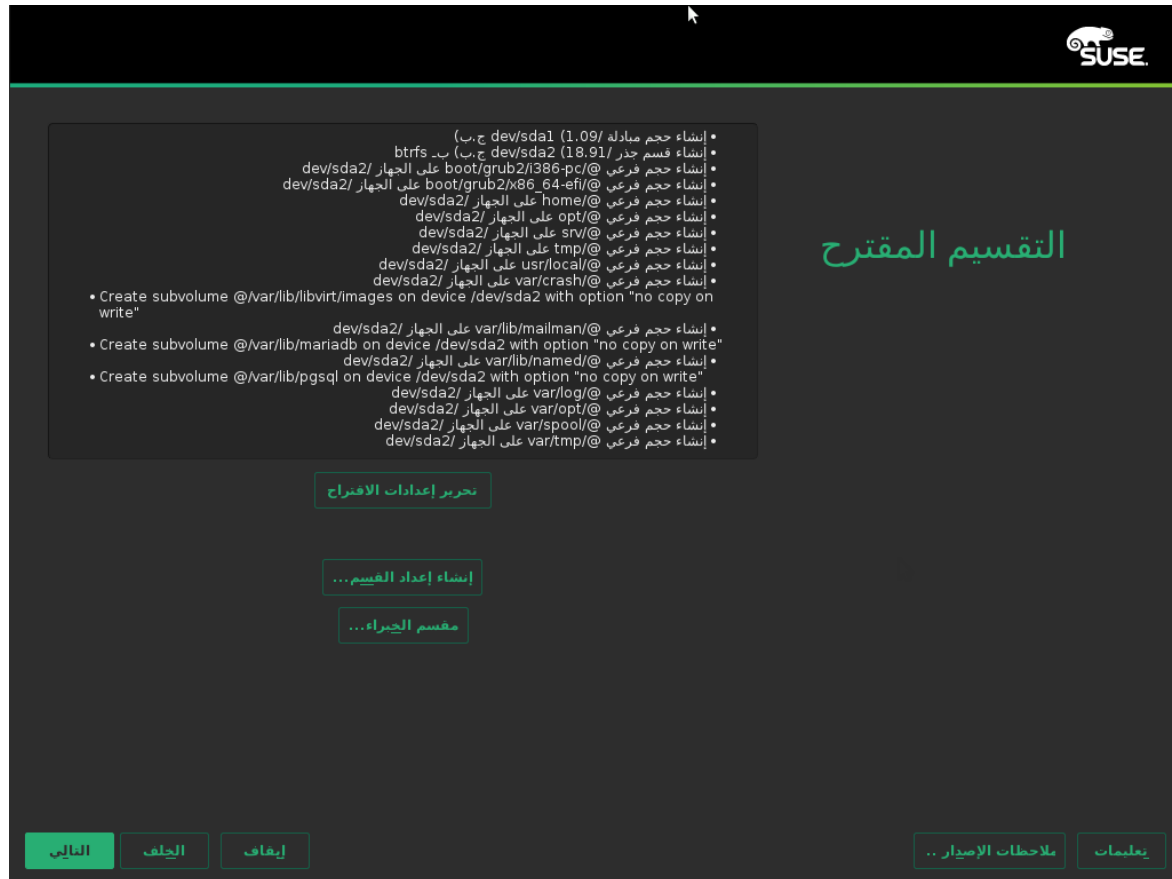 SUSE.
التقسيم المقترح
• إنشاء حجم مبادلة /dev/sda1 (1.09 ج.ب)
• إنشاء قسم جذر /dev/sda2 (18.91 ج.ب) بـ btrfs
• إنشاء حجم فرعي @/boot/grub2/i386-pc على الجهاز /dev/sda2
• إنشاء حجم فرعي @/boot/grub2/x86_64-efi على الجهاز /dev/sda2
• إنشاء حجم فرعي @/home على الجهاز /dev/sda2
• إنشاء حجم فرعي @/opt على الجهاز /dev/sda2
• إنشاء حجم فرعي @/srv على الجهاز /dev/sda2
• إنشاء حجم فرعي @/tmp على الجهاز /dev/sda2
• إنشاء حجم فرعي @/usr/local على الجهاز /dev/sda2
• إنشاء حجم فرعي @/var/crash على الجهاز /dev/sda2
• Create subvolume @/var/lib/libvirt/images on device /dev/sda2 with option "no copy on
write"
• إنشاء حجم فرعي @/var/lib/mailman على الجهاز /dev/sda2
• Create subvolume @/var/lib/mariadb on device /dev/sda2 with option "no copy on write"
• إنشاء حجم فرعي @/var/lib/named على الجهاز /dev/sda2
• Create subvolume @/var/lib/pgsql on device /dev/sda2 with option "no copy on write"
• إنشاء حجم فرعي @/var/log على الجهاز /dev/sda2
• إنشاء حجم فرعي @/var/opt على الجهاز /dev/sda2
• إنشاء حجم فرعي @/var/spool على الجهاز /dev/sda2
• إنشاء حجم فرعي @/var/tmp على الجهاز /dev/sda2
تحرير إعدادات الاقتراح
إنشاء إعداد القسم...
مقسم الخبراء...
تعليمات
ملاحظات الإصدار ..
إيقاف
الخلف
التالي